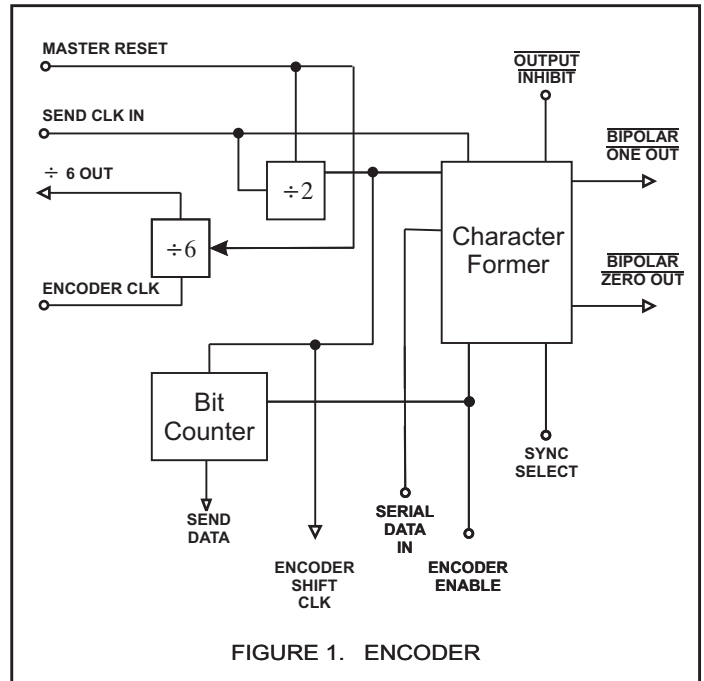 MASTER RESET
OUTPUT
INHIBIT
SEND CLK IN
BIPOLAR
ONE OUT
÷ 6 OUT
÷2
Character
Former
÷6
BIPOLAR
ZERO OUT
ENCODER CLK
Bit
Counter
SYNC
SELECT
SEND
DATA
SERIAL
DATA
IN
ENCODER
SHIFT
CLK
ENCODER
ENABLE
FIGURE 1. ENCODER